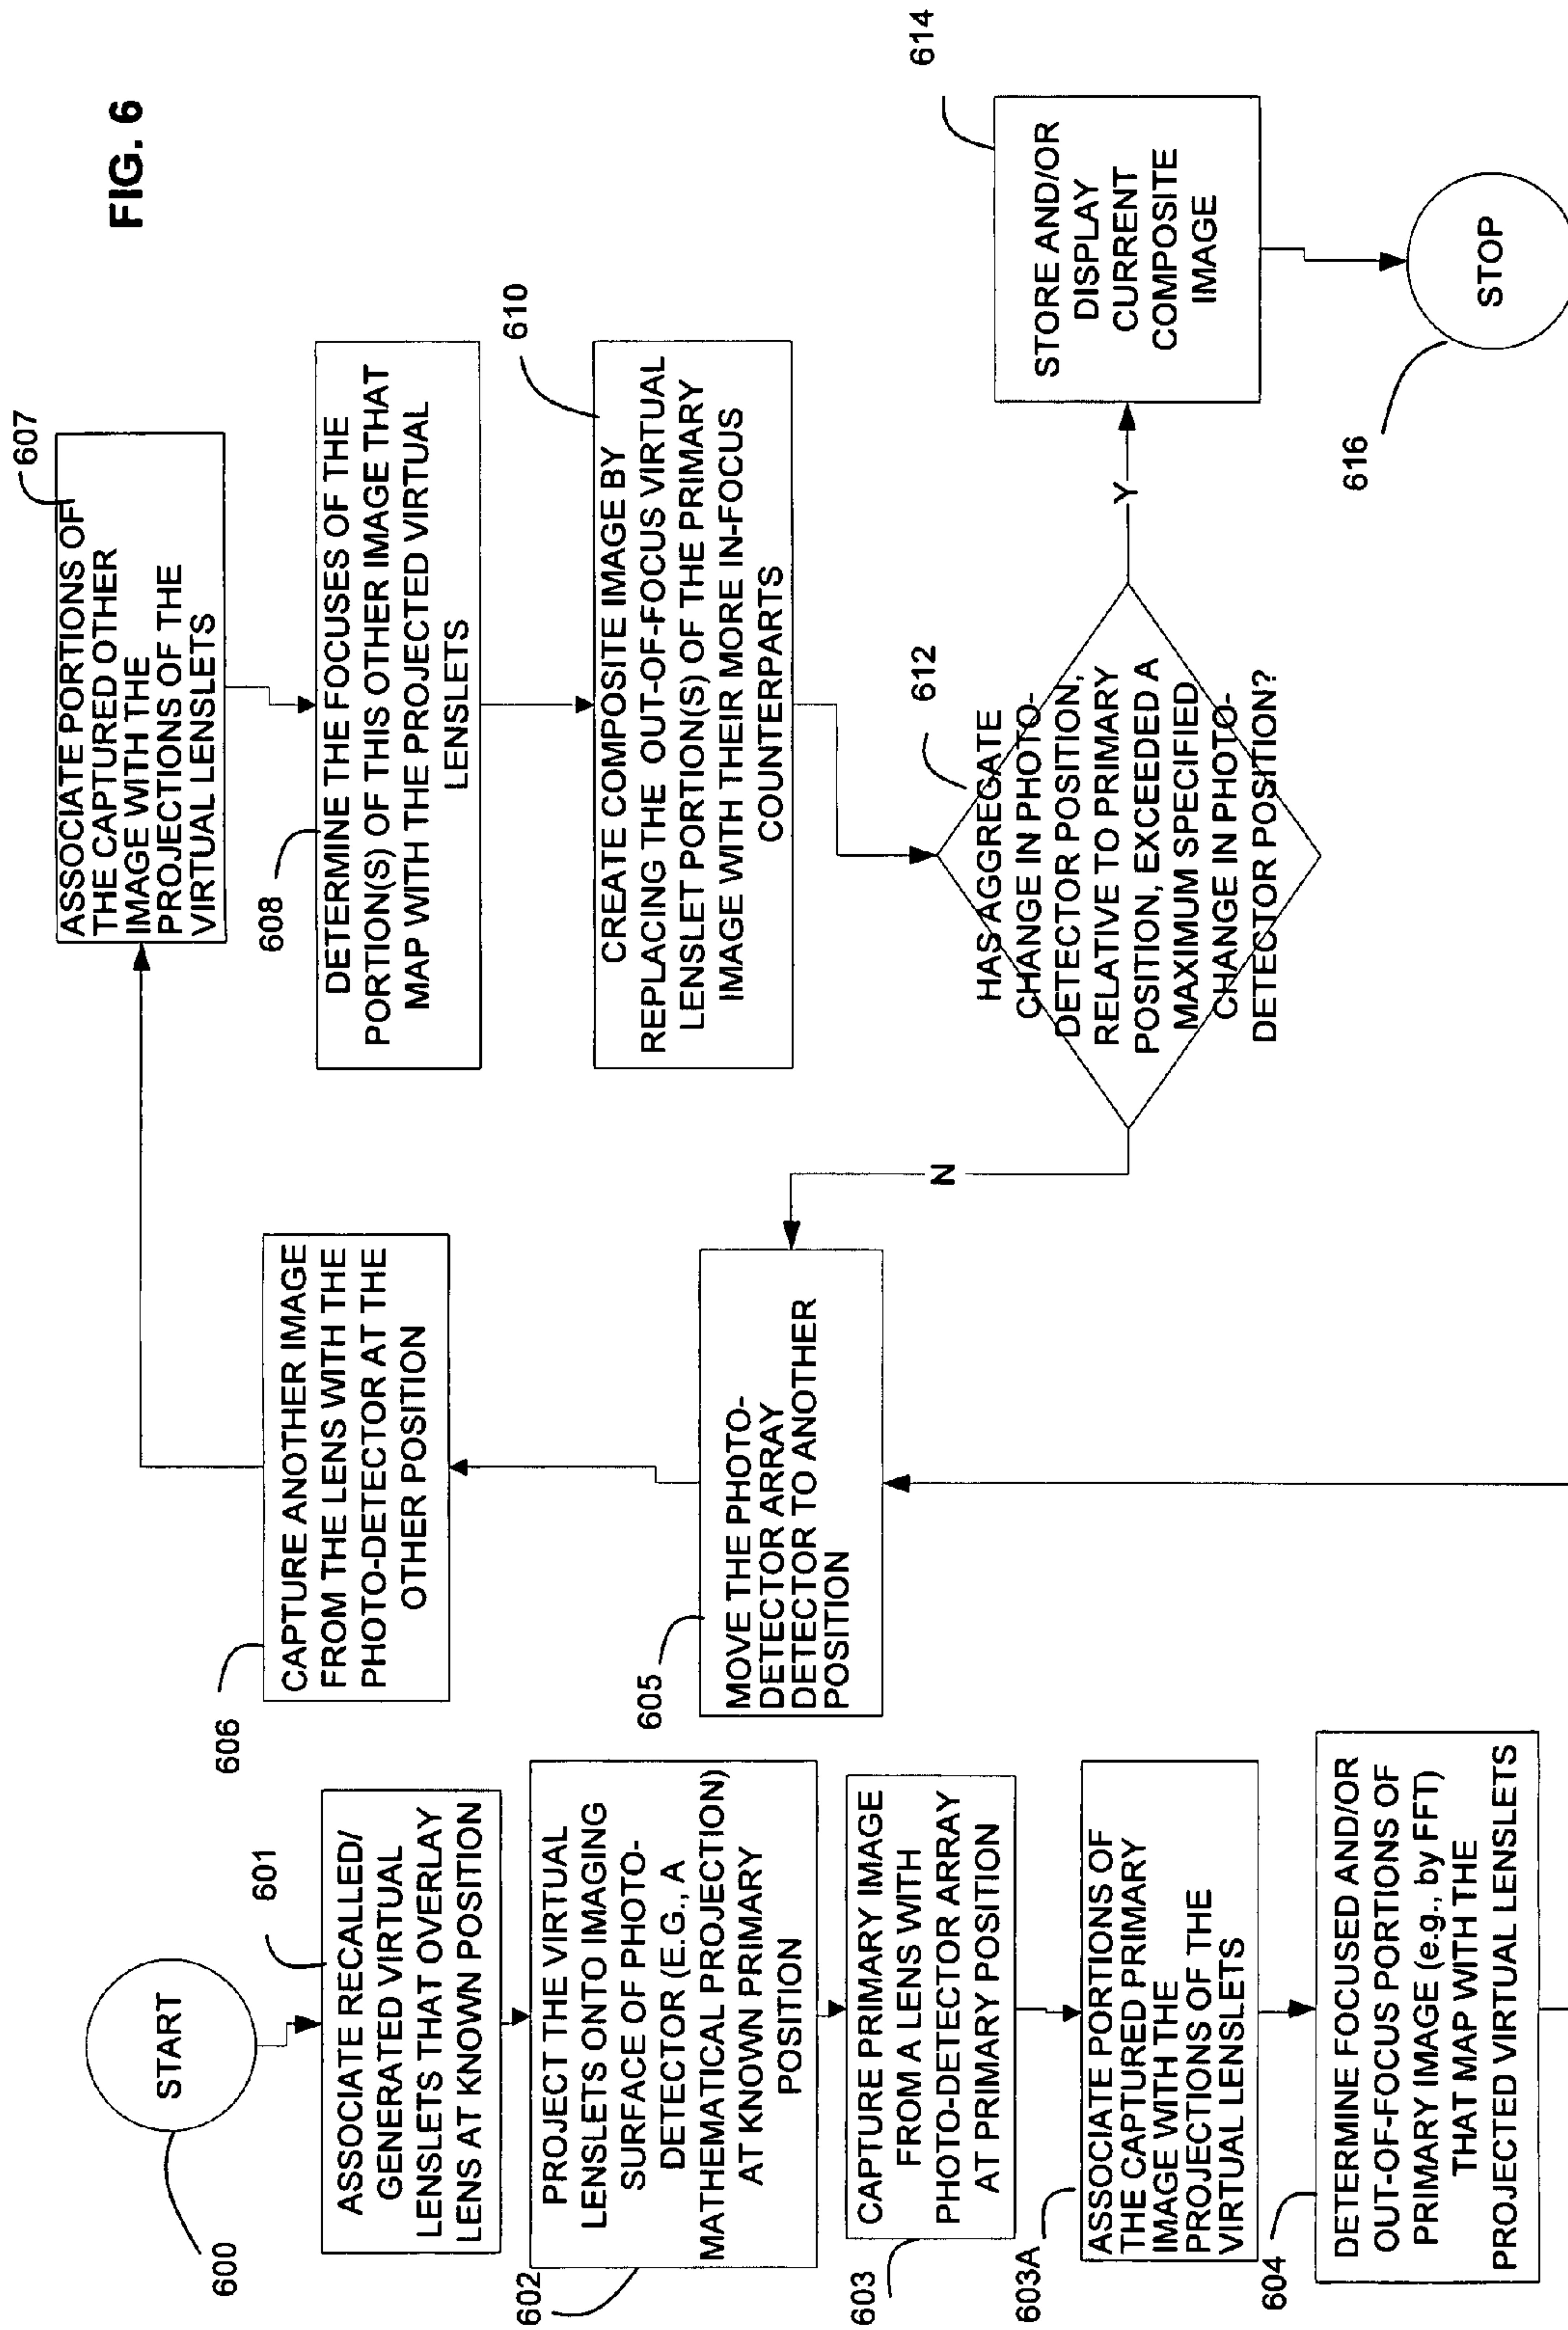 FIG. 6
START
600
601
ASSOCIATE RECALLED/
GENERATED VIRTUAL
LENSLETS THAT OVERLAY
LENS AT KNOWN POSITION
602
PROJECT THE VIRTUAL
LENSLETS ONTO IMAGING
SURFACE OF PHOTO-
DETECTOR (E.G., A
MATHEMATICAL PROJECTION)
AT KNOWN PRIMARY
POSITION
603
CAPTURE PRIMARY IMAGE
FROM A LENS WITH
PHOTO-DETECTOR ARRAY
AT PRIMARY POSITION
603A
ASSOCIATE PORTIONS OF
THE CAPTURED PRIMARY
IMAGE WITH THE
PROJECTIONS OF THE
VIRTUAL LENSLETS
604
DETERMINE FOCUSED AND/OR
OUT-OF-FOCUS PORTIONS OF
PRIMARY IMAGE (e.g., by FFT)
THAT MAP WITH THE
PROJECTED VIRTUAL LENSLETS
605
MOVE THE PHOTO-
DETECTOR ARRAY
DETECTOR TO ANOTHER
POSITION
606
CAPTURE ANOTHER IMAGE
FROM THE LENS WITH THE
PHOTO-DETECTOR AT THE
OTHER POSITION
607
ASSOCIATE PORTIONS OF
THE CAPTURED OTHER
IMAGE WITH THE
PROJECTIONS OF THE
VIRTUAL LENSLETS
608
DETERMINE THE FOCUSES OF THE
PORTION(S) OF THIS OTHER IMAGE THAT
MAP WITH THE PROJECTED VIRTUAL
LENSLETS
610
CREATE COMPOSITE IMAGE BY
REPLACING THE OUT-OF-FOCUS VIRTUAL
LENSLET PORTION(S) OF THE PRIMARY
IMAGE WITH THEIR MORE IN-FOCUS
COUNTERPARTS
612
HAS AGGREGATE
CHANGE IN PHOTO-
DETECTOR POSITION,
RELATIVE TO PRIMARY
POSITION, EXCEEDED A
MAXIMUM SPECIFIED
CHANGE IN PHOTO-
DETECTOR POSITION?
N
Y
614
STORE AND/OR
DISPLAY
CURRENT
COMPOSITE
IMAGE
STOP
616